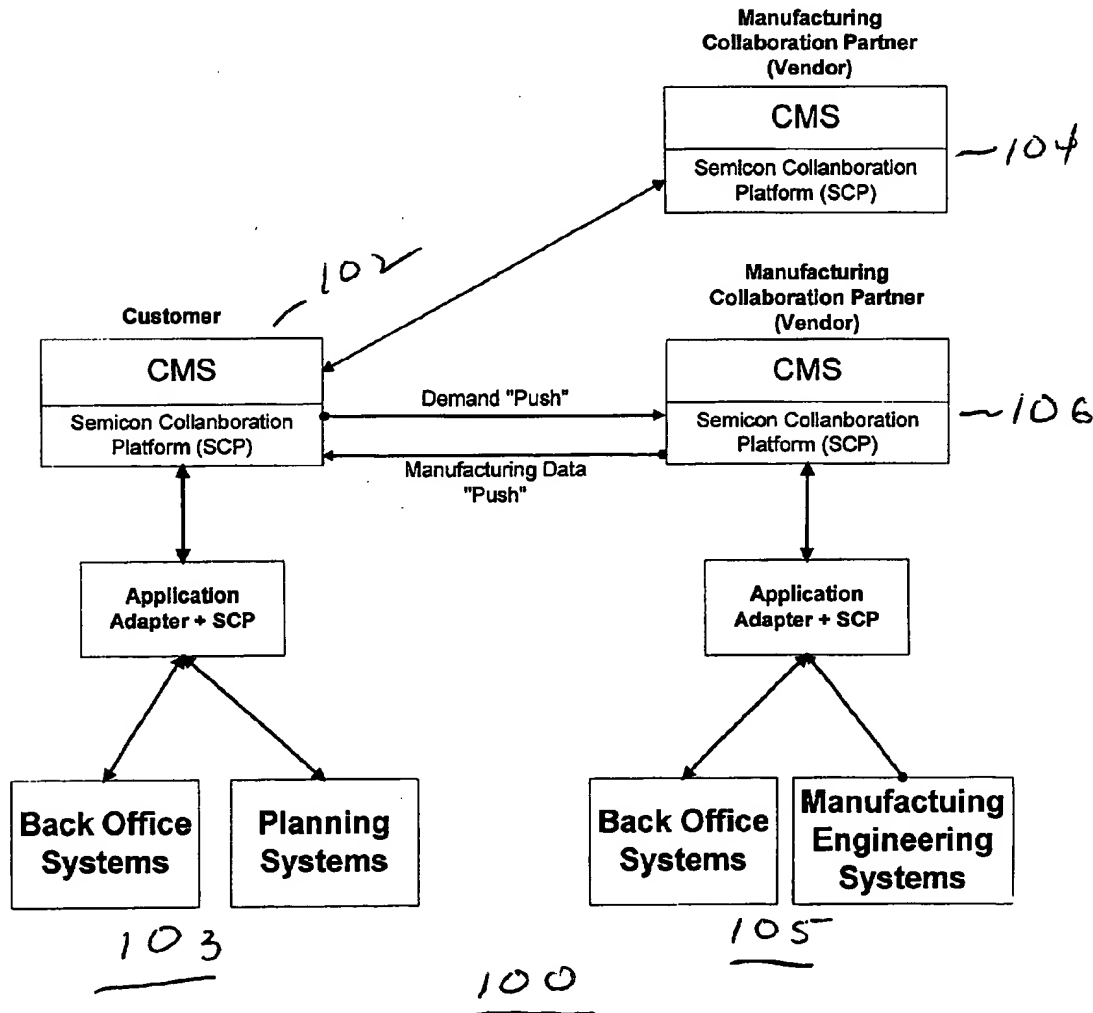 Manufacturing
Collaboration Partner
(Vendor)
CMS
Semicon Collanboration
Platform (SCP)
104
102
Customer
CMS
Semicon Collanboration
Platform (SCP)
Demand "Push"
Manufacturing Data
"Push"
Manufacturing
Collaboration Partner
(Vendor)
CMS
Semicon Collanboration
Platform (SCP)
106
Application
Adapter + SCP
Application
Adapter + SCP
Back Office
Systems
Planning
Systems
Back Office
Systems
Manufactuing
Engineering
Systems
103
105
100